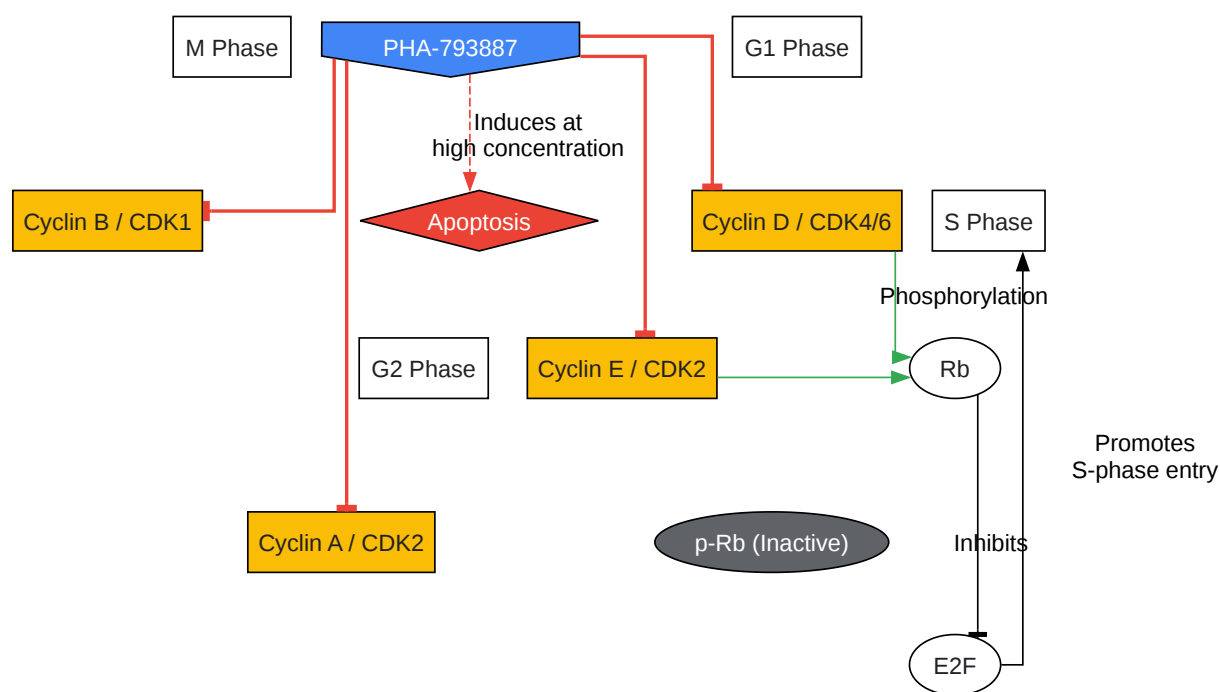 M Phase
PHA-793887
G1 Phase
Induces at
high concentration
Cyclin B / CDK1
Apoptosis
Cyclin D / CDK4/6
S Phase
Phosphorylation
G2 Phase
Cyclin E / CDK2
Rb
Promotes
S-phase entry
Cyclin A / CDK2
p-Rb (Inactive)
Inhibits
E2F